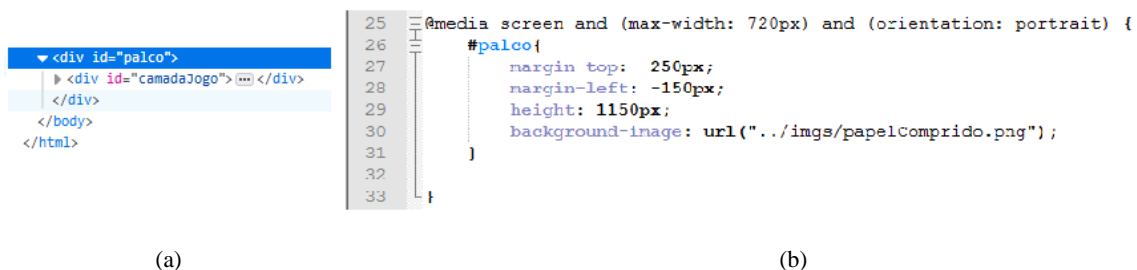 ▼<div id="palco">
▶<div id="camadaJogo">…</div>
</div>
</body>
</html>
(a)
25 @media screen and (max-width: 720px) and (orientation: portrait) {
26 #palco{
27 margin top: 250px;
28 margin-left: -150px;
29 height: 1150px;
30 background-image: url("../imgs/papelComprido.png");
31 }
32
33 }
(b)